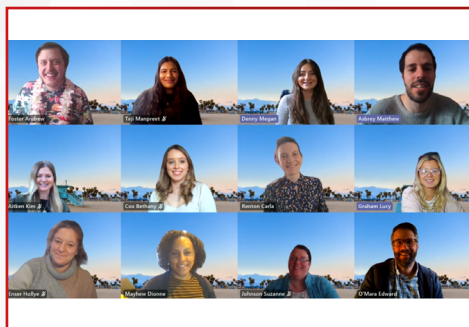 Foster Andrew
Taji Manpreet
Denny Megan
Aubrey Matthew
Aitken Kim
Cox Bethany
Renton Carla
Graham Lucy
Enser Hollye
Mayhew Dionne
Johnson Suzanne
O'Mara Edward